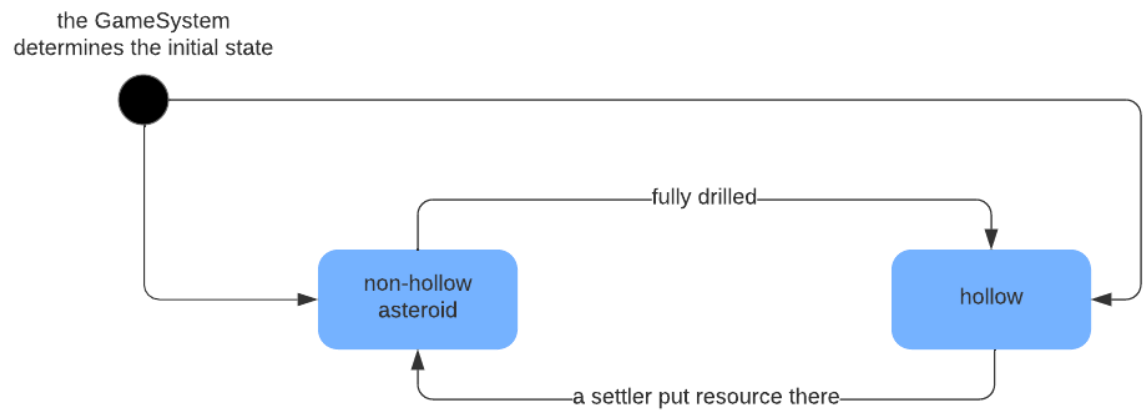 the GameSystem
determines the initial state
fully drilled
non-hollow
asteroid
hollow
a settler put resource there